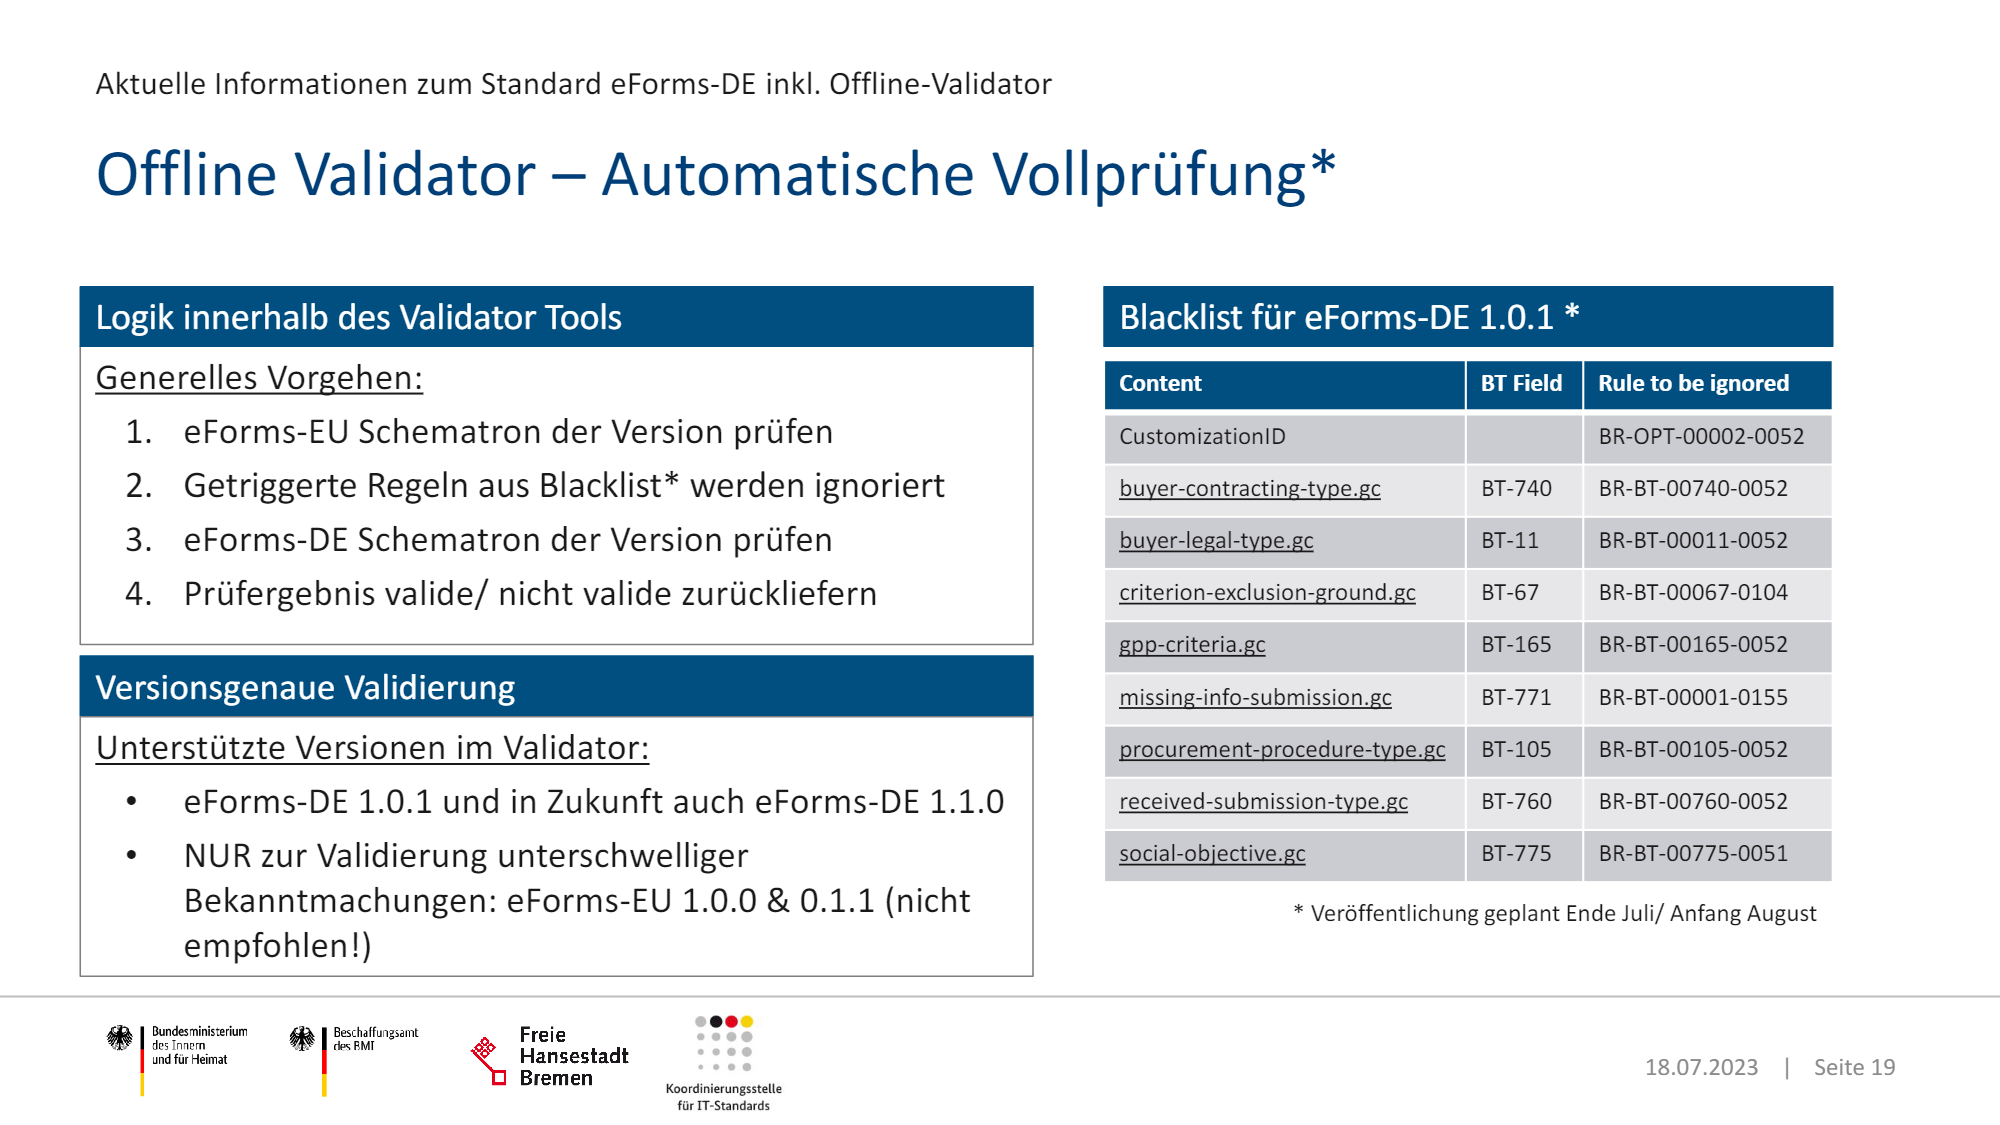 Aktuelle Informationen zum Standard eForms-DE inkl. Offline-Validator
Offline Validator – Automatische Vollprüfung*
Logik innerhalb des Validator Tools
Generelles Vorgehen:
1. eForms-EU Schematron der Version prüfen
2. Getriggerte Regeln aus Blacklist* werden ignoriert
3. eForms-DE Schematron der Version prüfen
4. Prüfergebnis valide/ nicht valide zurückliefern
Versionsgenaue Validierung
Unterstützte Versionen im Validator:
• eForms-DE 1.0.1 und in Zukunft auch eForms-DE 1.1.0
• NUR zur Validierung unterschwelliger
Bekanntmachungen: eForms-EU 1.0.0 & 0.1.1 (nicht
empfohlen!)
Blacklist für eForms-DE 1.0.1 *
Content BT Field Rule to be ignored
CustomizationID BR-OPT-00002-0052
buyer-contracting-type.gc BT-740 BR-BT-00740-0052
buyer-legal-type.gc BT-11 BR-BT-00011-0052
criterion-exclusion-ground.gc BT-67 BR-BT-00067-0104
gpp-criteria.gc BT-165 BR-BT-00165-0052
missing-info-submission.gc BT-771 BR-BT-00001-0155
procurement-procedure-type.gc BT-105 BR-BT-00105-0052
received-submission-type.gc BT-760 BR-BT-00760-0052
social-objective.gc BT-775 BR-BT-00775-0051
* Veröffentlichung geplant Ende Juli/ Anfang August
Bundesministerium
des Innern
und für Heimat
Beschaffungsamt
des BMI
Freie
Hansestadt
Bremen
Koordinierungsstelle
für IT-Standards
18.07.2023 | Seite 19